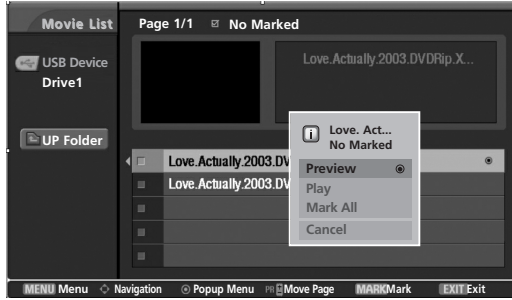 Movie List
Page 1/1 No Marked
USB Device
Drive1
Love.Actually.2003.DVDRip.X...
UP Folder
Love. Act...
No Marked
Love.Actually.2003.DV
Love.Actually.2003.DV
Preview
Play
Mark All
Cancel
MENU Menu Navigation Popup Menu PR Move Page MARK Mark EXIT Exit